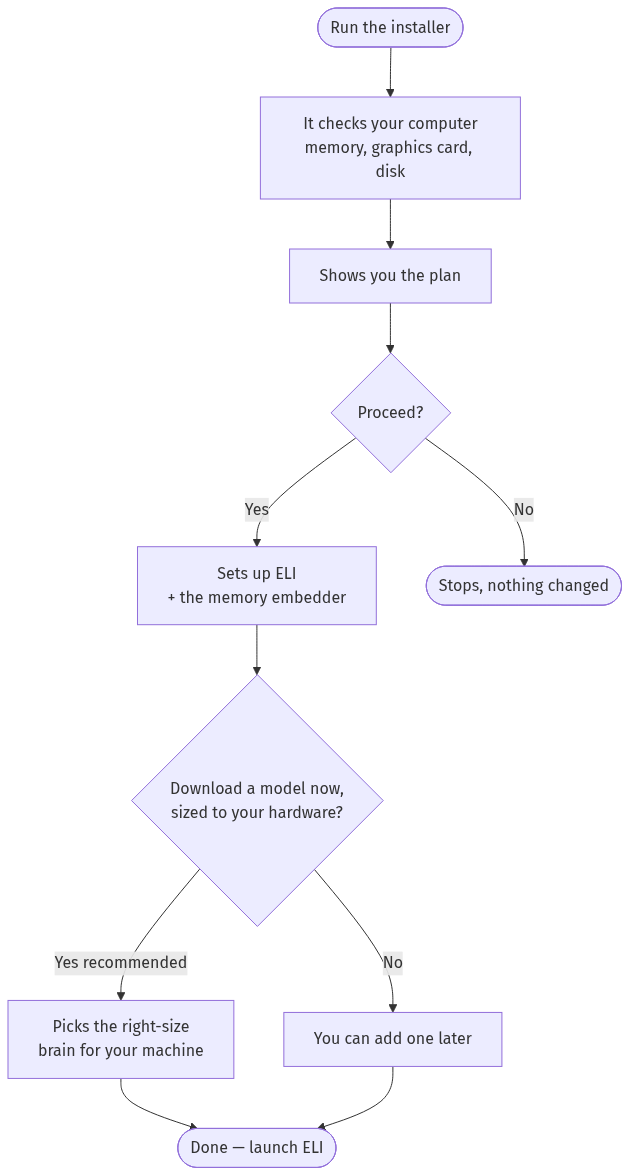 Run the installer
It checks your computer
memory, graphics card,
disk
Shows you the plan
Proceed?
Yes
No
Sets up ELI
+ the memory embedder
Stops, nothing changed
Download a model now,
sized to your hardware?
Yes recommended
No
Picks the right-size
brain for your machine
You can add one later
Done — launch ELI